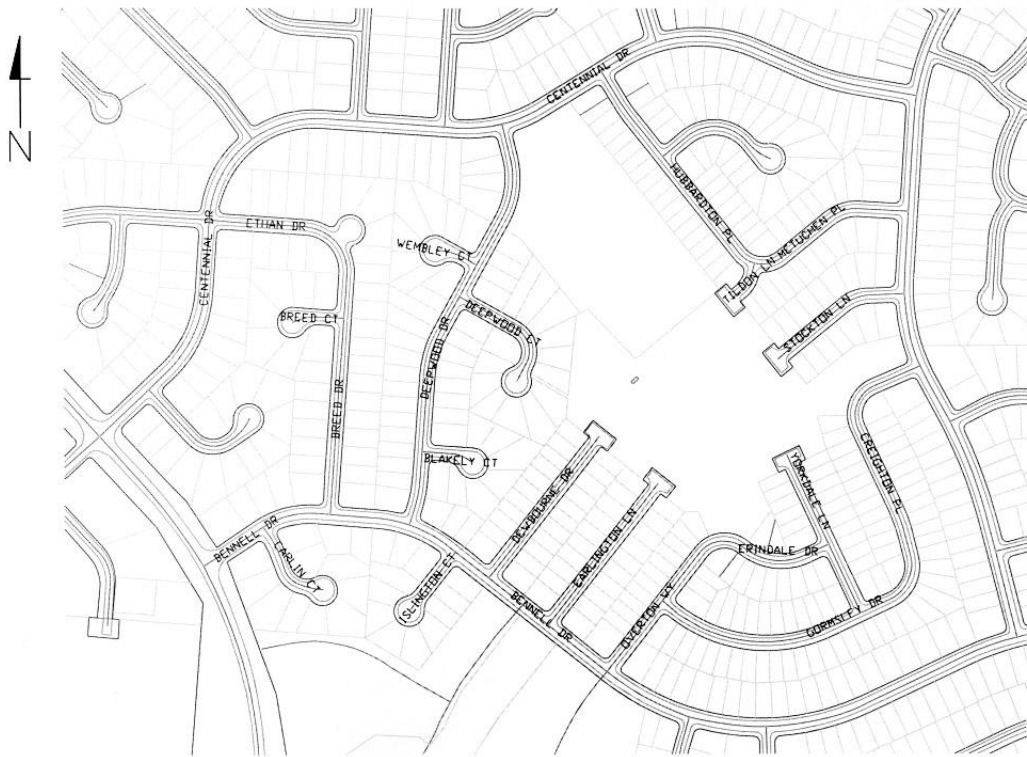 CENTENNIAL DR
N
HUBBARDTON PL
ETHAN DR
CENTENNIAL DR
WEMBLEY CT
TILDON LN
METUCHEN PL
BREED CT
DEEPWOOD CT
DEEPWOOD DR
STOCKTON LN
BREED DR
BLAKELY CT
CREIGHTON PL
DEWBOURNE DR
YORKDALE LN
EARLINGTON LN
BENNELL DR
CARLIN CT
ERINDALE DR
ISLINGTON CT
BENNELL DR
OVERTON WY
GORMSLEY DR